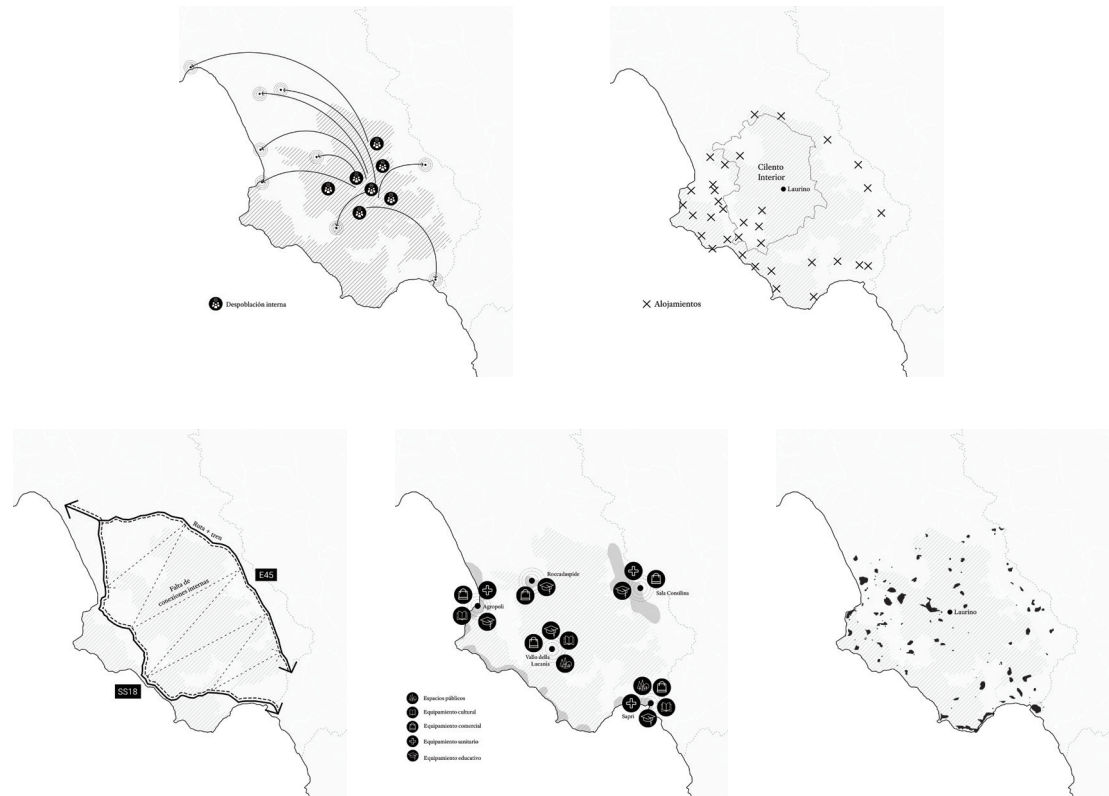 Despoblación interna
Cilento
Interior
Laurino
Alojamientos
Ruta + tren
Falta de
conexiones internas
E45
SS18
Roccadaspide
Sala Consilina
Agropoli
Vallo della
Lucania
Sapri
Espacios públicos
Equipamiento cultural
Equipamiento comercial
Equipamiento sanitario
Equipamiento educativo
Laurino